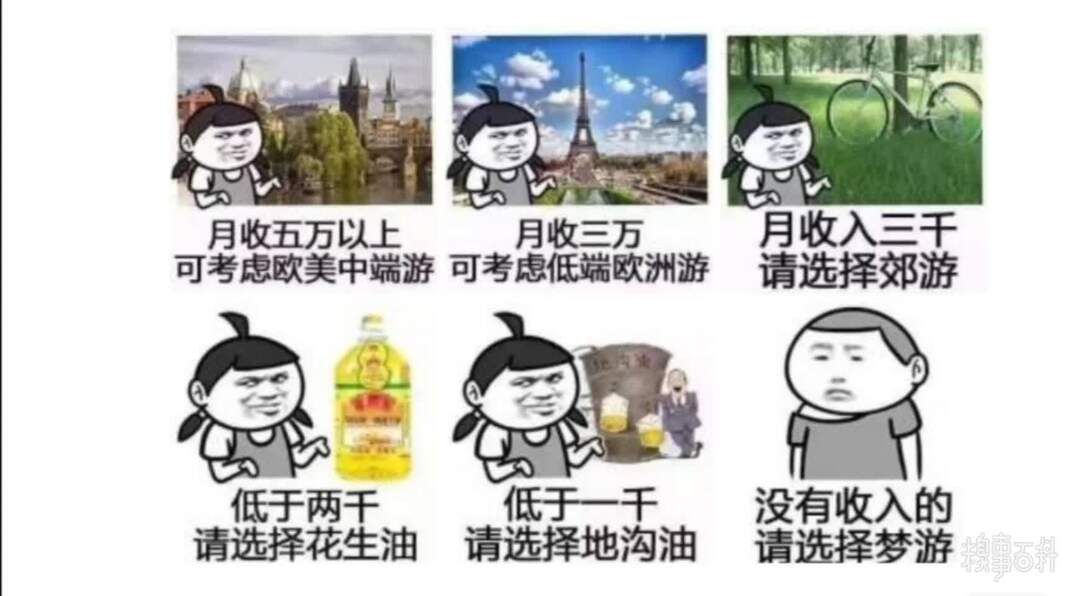 月收五万以上
可考虑欧美中端游
月收三万
可考虑低端欧洲游
月收入三千
请选择郊游
低于两千
请选择花生油
地沟油
低于一千
请选择地沟油
没有收入的
请选择梦游
糗事百科